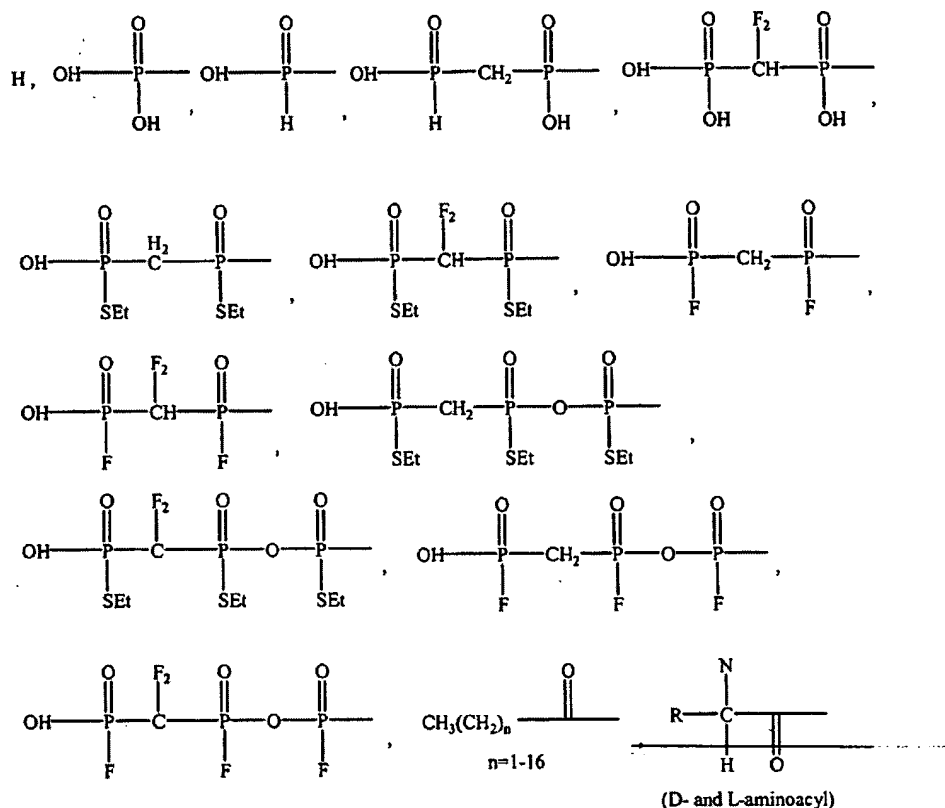 O O O O O F₂ O
H, OH P OH P OH P CH₂ P OH P CH P
OH , H , H OH , OH OH ,
O O O F₂ O O O
H₂
OH P C P OH P CH P OH P CH₂ P
SEt SEt , SEt SEt , F F ,
O F₂ O O O O
OH P CH P OH P CH₂ P O P
F F , SEt SEt SEt ,
O F₂ O O O O O
OH P C P O P , OH P CH₂ P O P ,
SEt SEt SEt F F F
O F₂ O O O N
OH P C P O P , CH₃(CH₂)ₙ R C
F F F n=1-16 H O
(D- and L-aminoacyl)